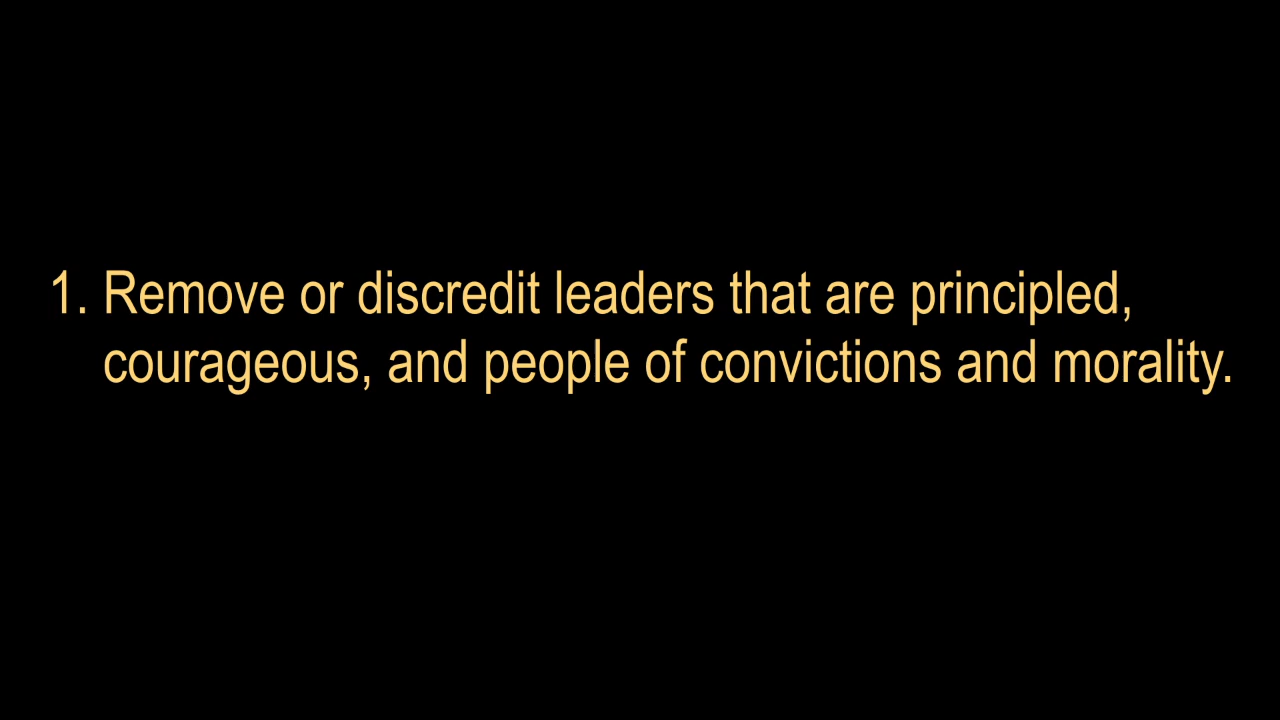 1. Remove or discredit leaders that are principled,
courageous, and people of convictions and morality.